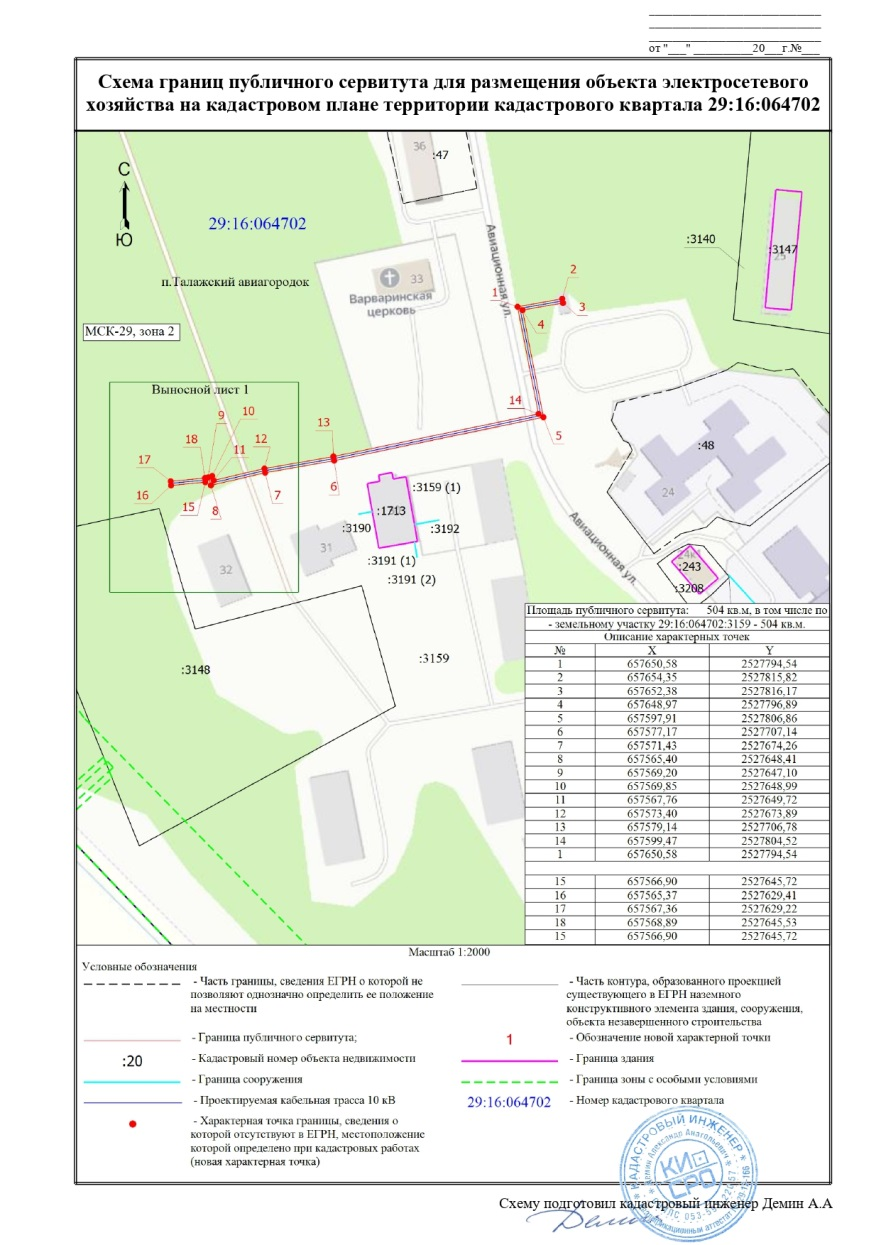 от "___" __________20___г.№___
Схема границ публичного сервитута для размещения объекта электросетевого
хозяйства на кадастровом плане территории кадастрового квартала 29:16:064702
С
Ю
29:16:064702
п.Талажский авиагородок
МСК-29, зона 2
36
:47
Авиационная ул.
:3140
:3147
25
33
Варваринская
церковь
1
2
3
4
Выносной лист 1
9
10
11
12
13
14
5
18
17
16
15
8
7
6
:48
24
:3159 (1)
:1713
:3190
:3192
:3191 (1)
:3191 (2)
31
32
Авиационная ул.
24к1
:243
:3208
:3148
:3159
Площадь публичного сервитута: 504 кв.м, в том числе по
- земельному участку 29:16:064702:3159 - 504 кв.м.
Описание характерных точек
№ X Y
1 657650,58 2527794,54
2 657654,35 2527815,82
3 657652,38 2527816,17
4 657648,97 2527796,89
5 657597,91 2527806,86
6 657577,17 2527707,14
7 657571,43 2527674,26
8 657565,40 2527648,41
9 657569,20 2527647,10
10 657569,85 2527648,99
11 657567,76 2527649,72
12 657573,40 2527673,89
13 657579,14 2527706,78
14 657599,47 2527804,52
1 657650,58 2527794,54
15 657566,90 2527645,72
16 657565,37 2527629,41
17 657567,36 2527629,22
18 657568,89 2527645,53
15 657566,90 2527645,72
Масштаб 1:2000
Условные обозначения
- Часть границы, сведения ЕГРН о которой не
позволяют однозначно определить ее положение
на местности
- Граница публичного сервитута;
:20 - Кадастровый номер объекта недвижимости
- Граница сооружения
- Проектируемая кабельная трасса 10 кВ
- Характерная точка границы, сведения о
которой отсутствуют в ЕГРН, местоположение
которой определено при кадастровых работах
(новая характерная точка)
- Часть контура, образованного проекцией
существующего в ЕГРН наземного
конструктивного элемента здания, сооружения,
объекта незавершенного строительства
1 - Обозначение новой характерной точки
- Граница здания
- Граница зоны с особыми условиями
29:16:064702 - Номер кадастрового квартала
КАДАСТРОВЫЙ ИНЖЕНЕР
Демин Александр Анатольевич
КИ
СРО
Схему подготовил кадастровый инженер Демин А.А